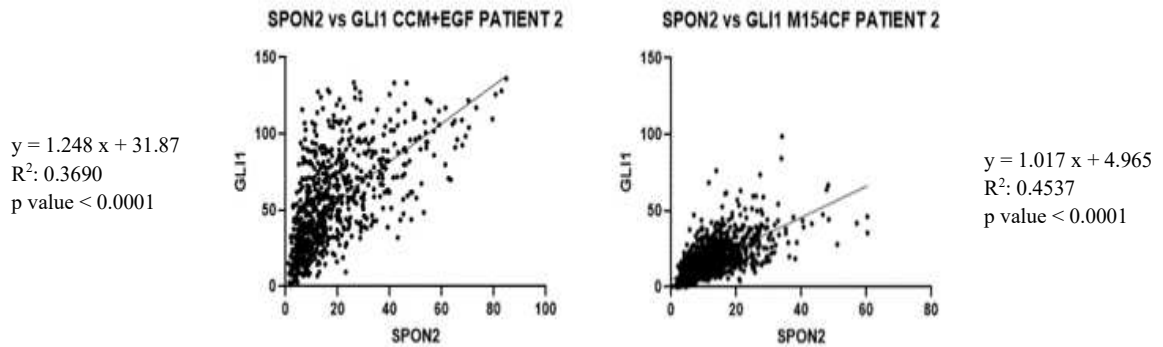 SPON2 vs GLI1 CCM+EGF PATIENT 2
y = 1.248 x + 31.87
R²: 0.3690
p value < 0.0001
GLI1
150
100
50
0
0 20 40 60 80 100
SPON2
SPON2 vs GLI1 M154CF PATIENT 2
GLI1
150
100
50
0
0 20 40 60 80
SPON2
y = 1.017 x + 4.965
R²: 0.4537
p value < 0.0001